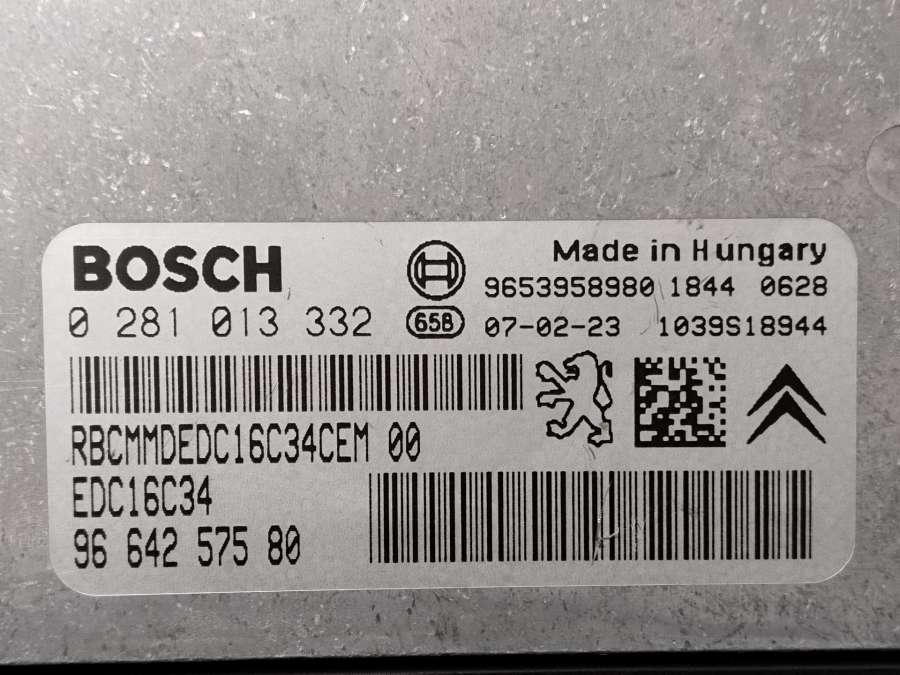 BOSCH
Made in Hungary
9653958980 1844 0628
0 281 013 332
65B
07-02-23 1039S18944
RBCMMDEDC16C34CEM 00
EDC16C34
96 642 575 80